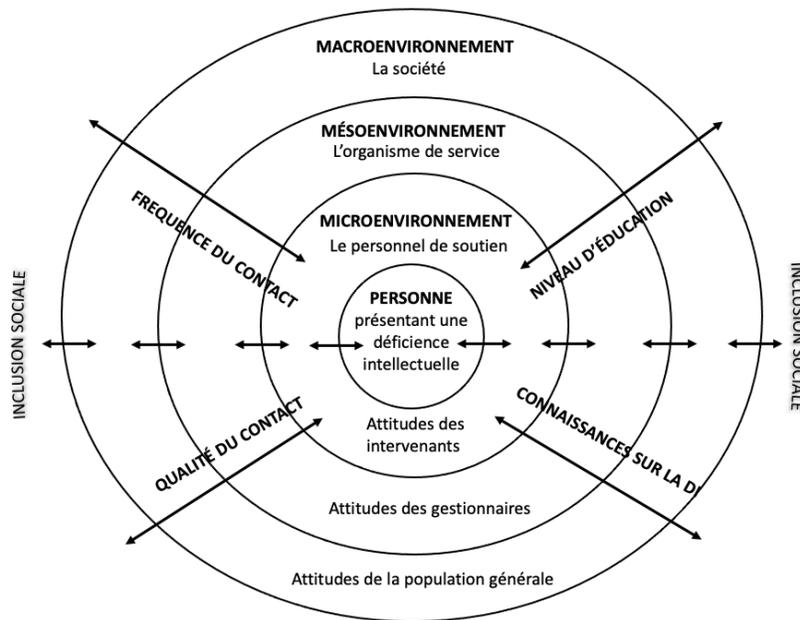 MACROENVIRONNEMENT
La société
MÉSOENVIRONNEMENT
L'organisme de service
MICROENVIRONNEMENT
Le personnel de soutien
PERSONNE
présentant une
déficience
intellectuelle
Attitudes des
intervenants
Attitudes des gestionnaires
Attitudes de la population générale
FREQUENCE DU CONTACT
NIVEAU D'ÉDUCATION
QUALITÉ DU CONTACT
CONNAISSANCES SUR LA DI
INCLUSION SOCIALE
INCLUSION SOCIALE